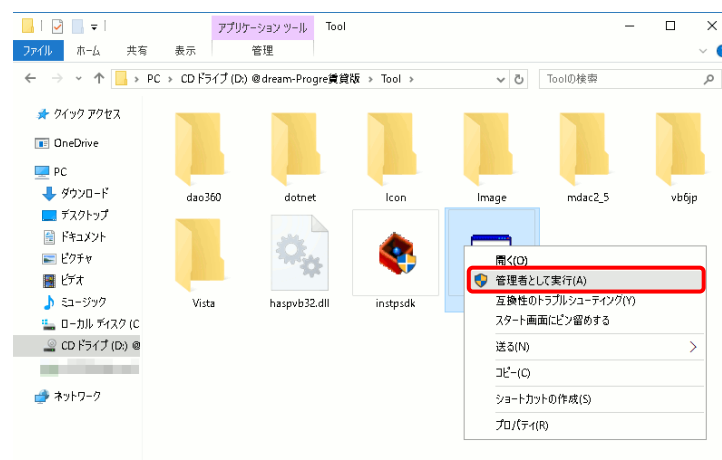 アプリケーション ツール Tool
ファイル ホーム 共有 表示 管理
PC > CD ドライブ (D:) @dream-Progre賃貸版 > Tool >
Toolの検索
クイック アクセス
OneDrive
PC
ダウンロード
デスクトップ
ドキュメント
ピクチャ
ビデオ
ミュージック
ローカル ディスク (C
CD ドライブ (D:) @
ネットワーク
dao360 dotnet Icon Image mdac2_5 vb6jp
Vista haspvb32.dll instpsdk
開く(O)
管理者として実行(A)
互換性のトラブルシューティング(Y)
スタート画面にピン留めする
送る(N)
コピー(C)
ショートカットの作成(S)
プロパティ(R)